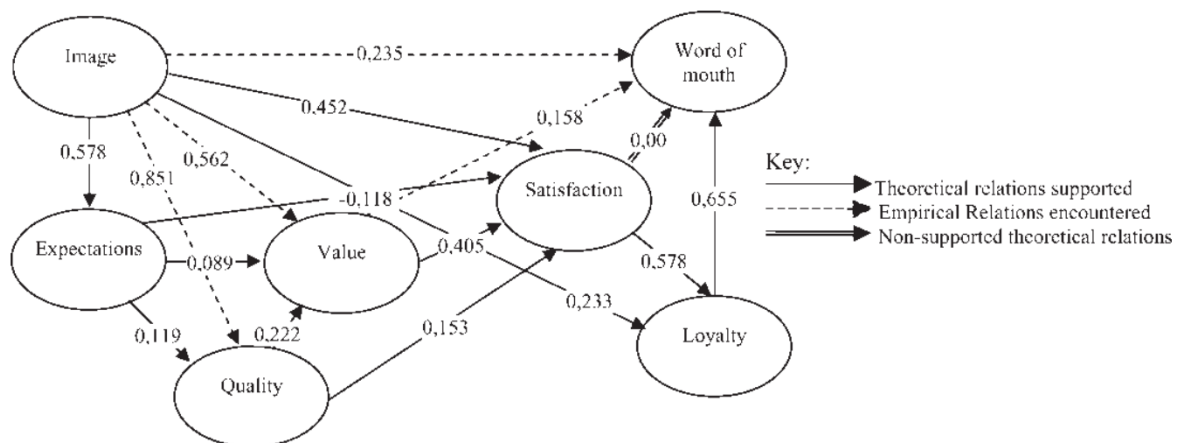 Image
Word of
mouth
0,235
0,452
0,158
0,00
0,578
0,562
0,851
Key:
Theoretical relations supported
Empirical Relations encountered
Non-supported theoretical relations
Satisfaction
-0,118
0,655
Expectations
Value
0,089
0,405
0,578
0,233
0,119
0,222
0,153
Loyalty
Quality